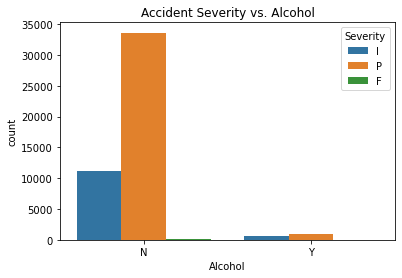 Accident Severity vs. Alcohol
35000
30000
25000
20000
15000
10000
5000
0
count
Severity
I
P
F
N Y
Alcohol